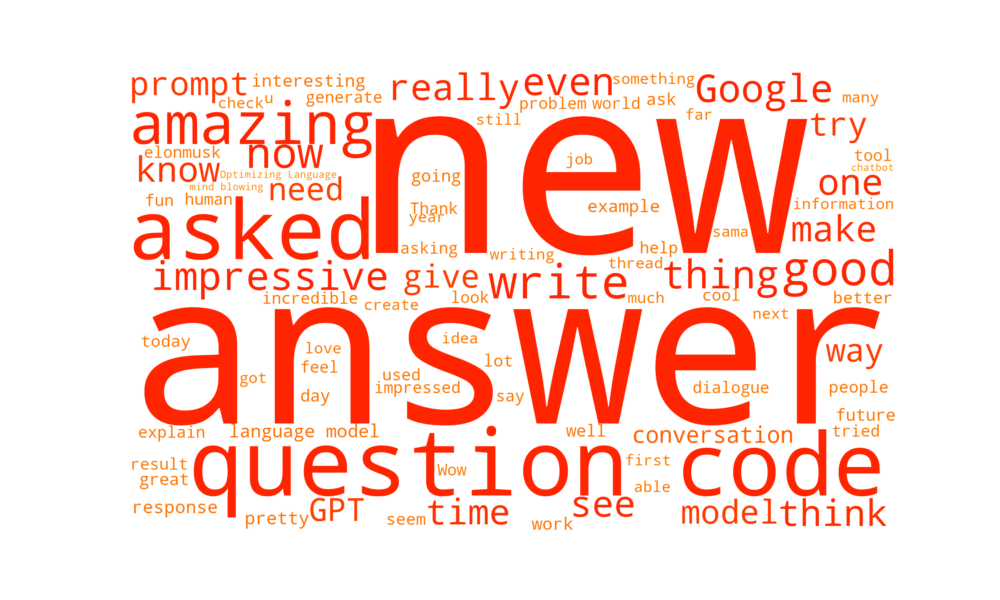 prompt interesting really even something Google
check u generate problem world ask many
amazing new still far try
elonmusk now job tool
know Optimizing Language going chatbot
mind blowing need one
fun human Thank example information
asked year make
asking writing help sama
impressive give write thread thing good
incredible create look much cool better
answer next
today love idea way
feel lot
got used
day impressed say dialogue people
future
explain language model well conversation tried
result question Wow first code
great able
response pretty GPT seem time work see model think